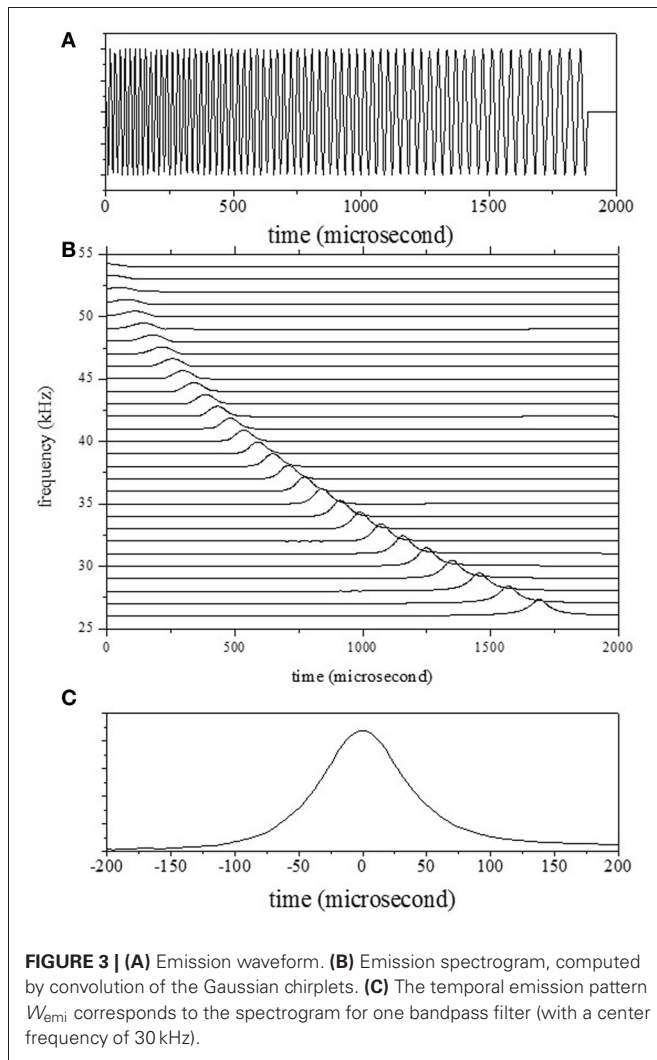 A
0 500 1000 1500 2000
time (microsecond)
B
55
50
45
40
35
30
25
frequency (kHz)
0 500 1000 1500 2000
time (microsecond)
C
-200 -150 -100 -50 0 50 100 150 200
time (microsecond)
FIGURE 3 | (A) Emission waveform. (B) Emission spectrogram, computed
by convolution of the Gaussian chirplets. (C) The temporal emission pattern
Wemi corresponds to the spectrogram for one bandpass filter (with a center
frequency of 30 kHz).